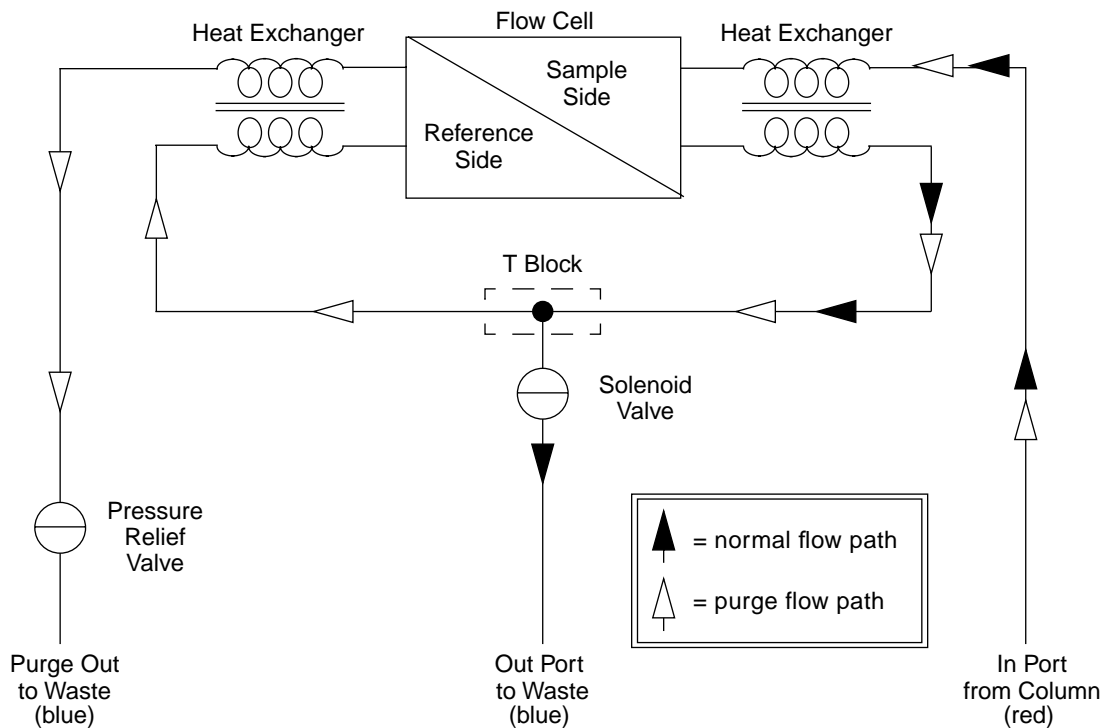 Flow Cell
Heat Exchanger
Heat Exchanger
Sample
Side
Reference
Side
T Block
Solenoid
Valve
Pressure
Relief
Valve
= normal flow path
= purge flow path
Purge Out
to Waste
(blue)
Out Port
to Waste
(blue)
In Port
from Column
(red)